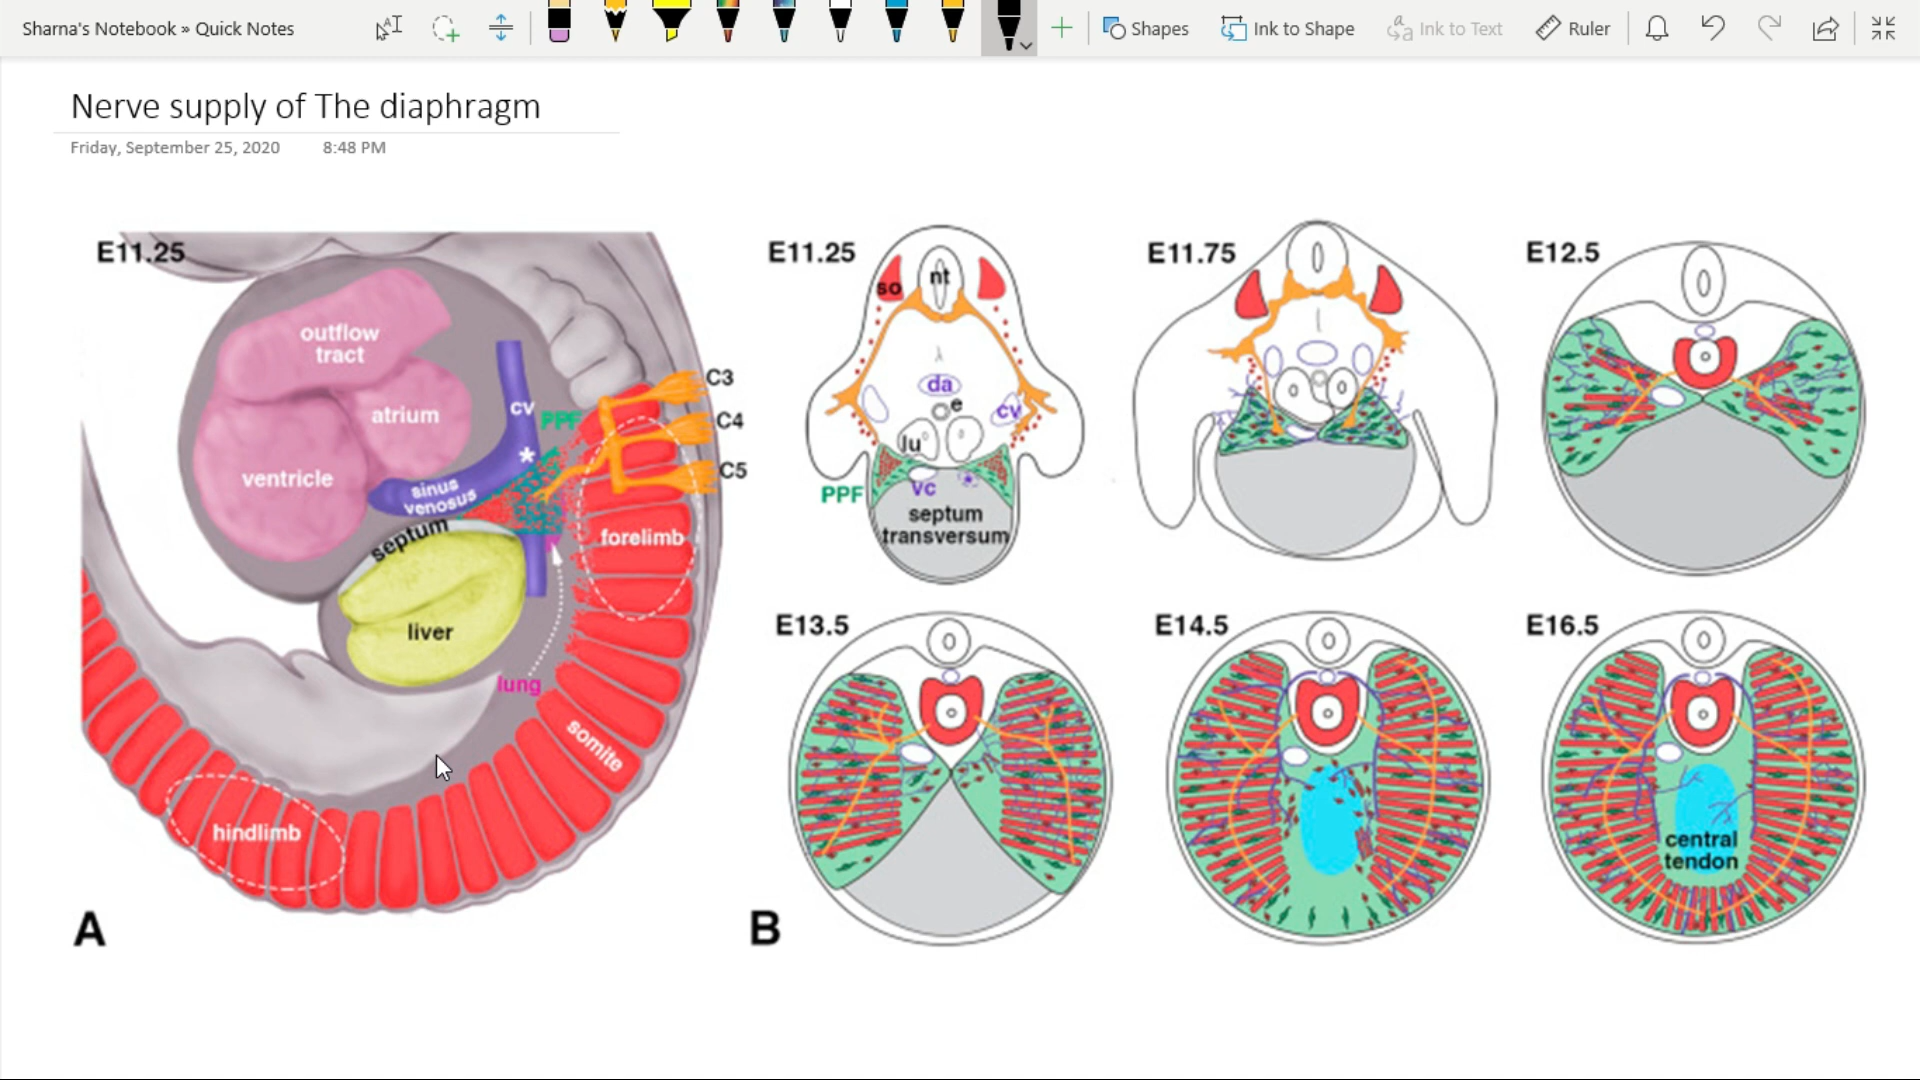 Sharna's Notebook » Quick Notes
Shapes
Ink to Shape
Ink to Text
Ruler
Nerve supply of The diaphragm
Friday, September 25, 2020 8:48 PM
E11.25
outflow
tract
atrium
ventricle
cv
PPF
*
sinus
venosus
septum
liver
lung
C3
C4
C5
forelimb
somite
hindlimb
A
E11.25
so
nt
da
e
cv
lu
PPF
vc
*
septum
transversum
E11.75
E12.5
E13.5
E14.5
E16.5
central
tendon
B